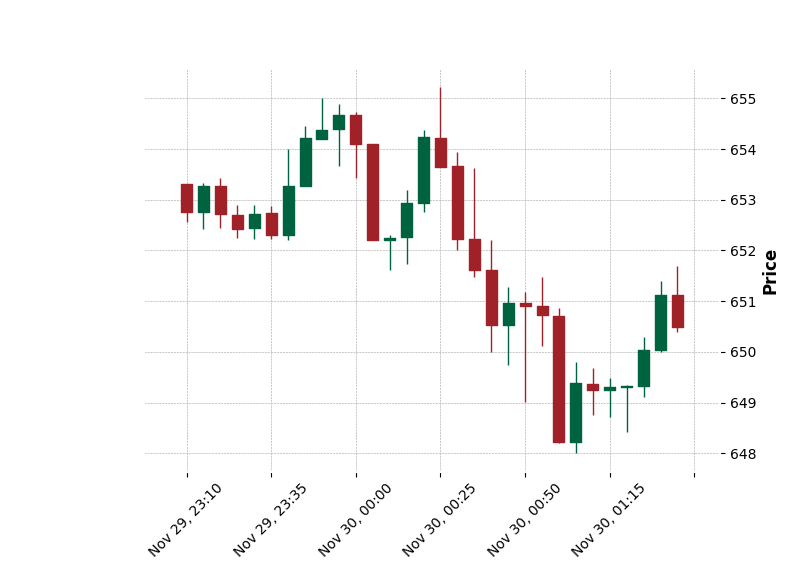 655
654
653
652
651
650
649
648
Price
Nov 29, 23:10
Nov 29, 23:35
Nov 30, 00:00
Nov 30, 00:25
Nov 30, 00:50
Nov 30, 01:15